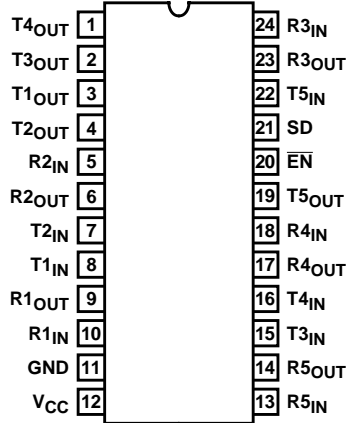 T4OUT 1 24 R3IN
T3OUT 2 23 R3OUT
T1OUT 3 22 T5IN
T2OUT 4 21 SD
R2IN 5 20 E̅N̅
R2OUT 6 19 T5OUT
T2IN 7 18 R4IN
T1IN 8 17 R4OUT
R1OUT 9 16 T4IN
R1IN 10 15 T3IN
GND 11 14 R5OUT
VCC 12 13 R5IN